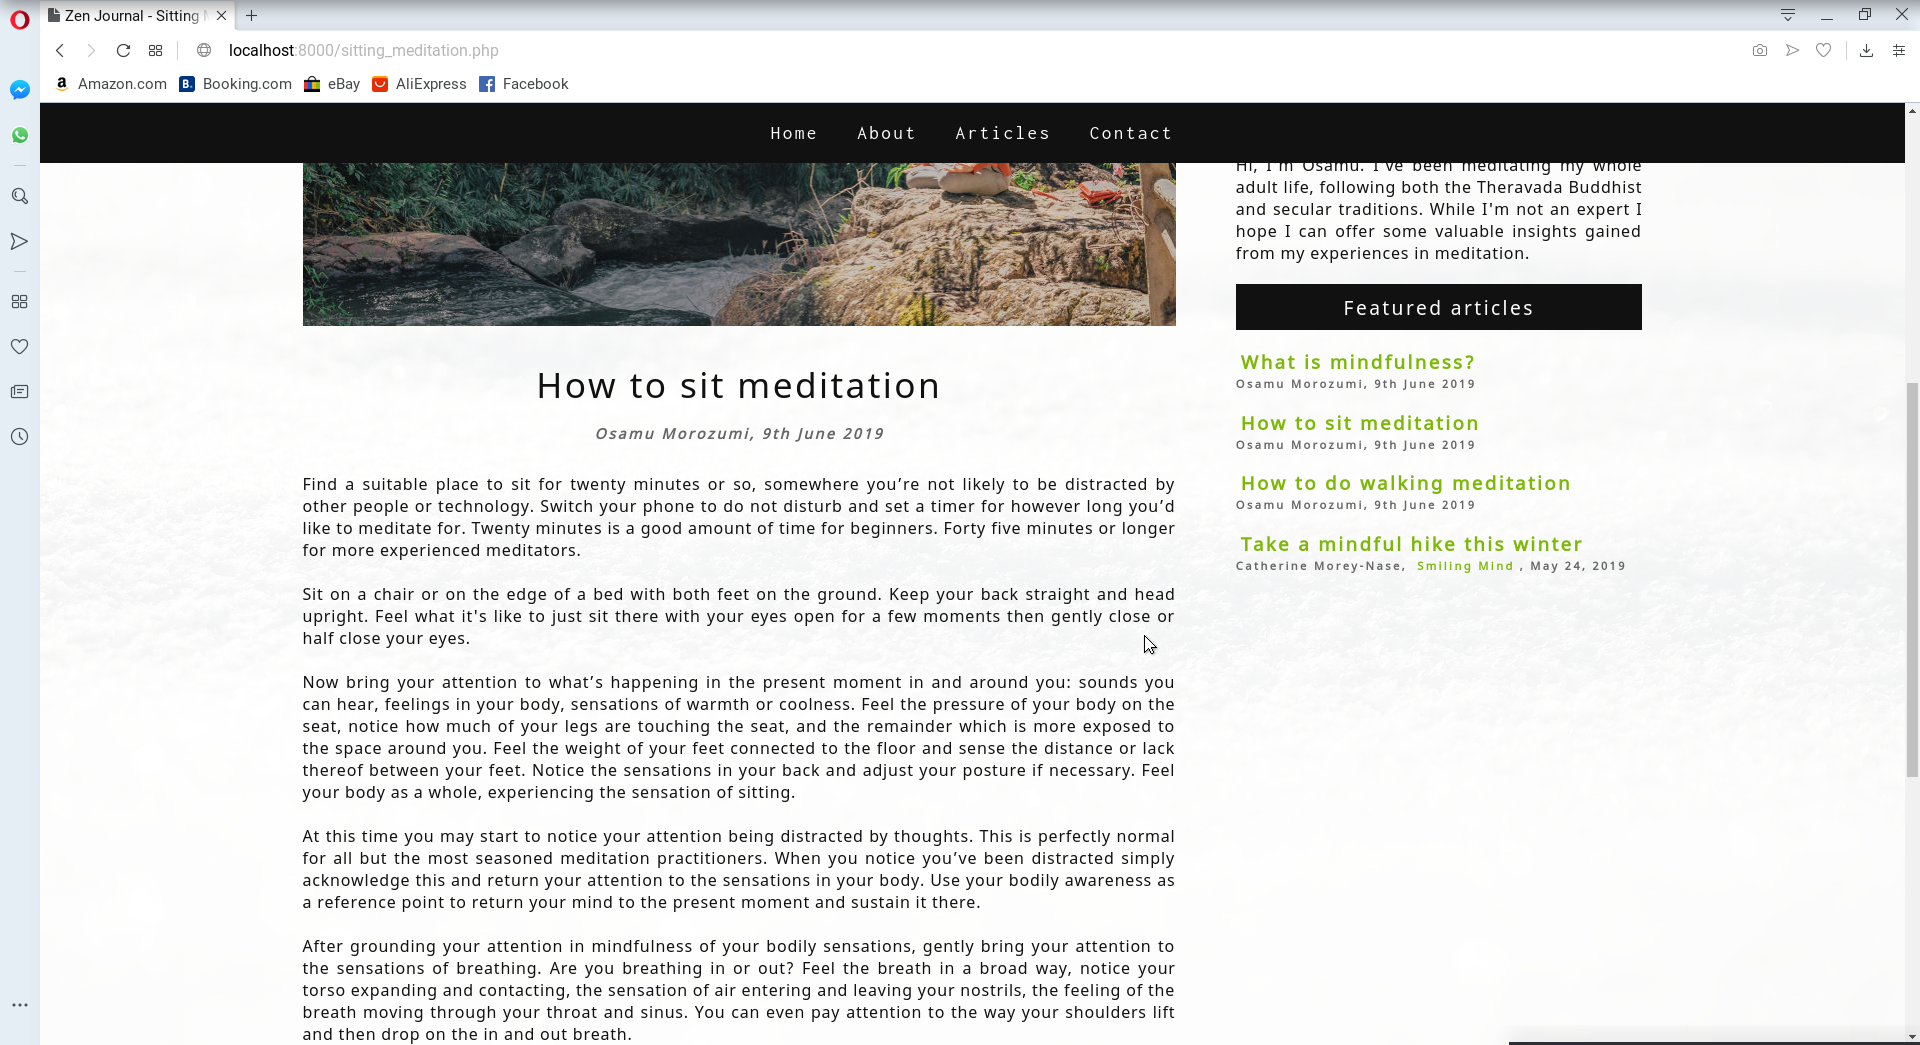 Zen Journal - Sitting
localhost:8000/sitting_meditation.php
Amazon.com
Booking.com
eBay
AliExpress
Facebook
Home
About
Articles
Contact
Hi, I'm Osamu. I've been meditating my whole
adult life, following both the Theravada Buddhist
and secular traditions. While I'm not an expert I
hope I can offer some valuable insights gained
from my experiences in meditation.
Featured articles
What is mindfulness?
Osamu Morozumi, 9th June 2019
How to sit meditation
Osamu Morozumi, 9th June 2019
How to do walking meditation
Osamu Morozumi, 9th June 2019
Take a mindful hike this winter
Catherine Morey-Nase, Smiling Mind , May 24, 2019
How to sit meditation
Osamu Morozumi, 9th June 2019
Find a suitable place to sit for twenty minutes or so, somewhere you’re not likely to be distracted by
other people or technology. Switch your phone to do not disturb and set a timer for however long you’d
like to meditate for. Twenty minutes is a good amount of time for beginners. Forty five minutes or longer
for more experienced meditators.
Sit on a chair or on the edge of a bed with both feet on the ground. Keep your back straight and head
upright. Feel what it's like to just sit there with your eyes open for a few moments then gently close or
half close your eyes.
Now bring your attention to what’s happening in the present moment in and around you: sounds you
can hear, feelings in your body, sensations of warmth or coolness. Feel the pressure of your body on the
seat, notice how much of your legs are touching the seat, and the remainder which is more exposed to
the space around you. Feel the weight of your feet connected to the floor and sense the distance or lack
thereof between your feet. Notice the sensations in your back and adjust your posture if necessary. Feel
your body as a whole, experiencing the sensation of sitting.
At this time you may start to notice your attention being distracted by thoughts. This is perfectly normal
for all but the most seasoned meditation practitioners. When you notice you’ve been distracted simply
acknowledge this and return your attention to the sensations in your body. Use your bodily awareness as
a reference point to return your mind to the present moment and sustain it there.
After grounding your attention in mindfulness of your bodily sensations, gently bring your attention to
the sensations of breathing. Are you breathing in or out? Feel the breath in a broad way, notice your
torso expanding and contacting, the sensation of air entering and leaving your nostrils, the feeling of the
breath moving through your throat and sinus. You can even pay attention to the way your shoulders lift
and then drop on the in and out breath.